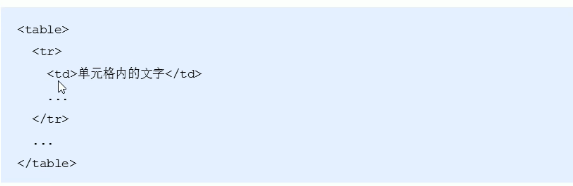 <table>
<tr>
<td>单元格内的文字</td>
...
</tr>
...
</table>